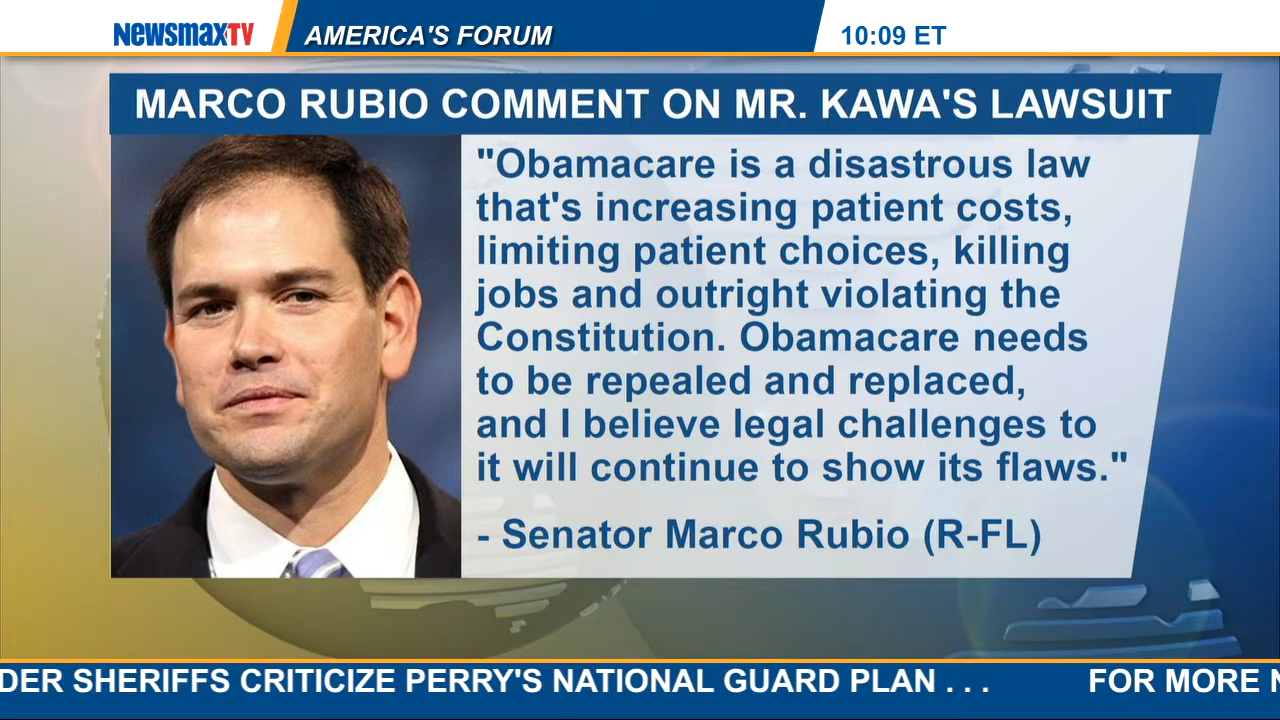 NEWSMAXTV
AMERICA'S FORUM
10:09 ET
MARCO RUBIO COMMENT ON MR. KAWA'S LAWSUIT
"Obamacare is a disastrous law
that's increasing patient costs,
limiting patient choices, killing
jobs and outright violating the
Constitution. Obamacare needs
to be repealed and replaced,
and I believe legal challenges to
it will continue to show its flaws."
- Senator Marco Rubio (R-FL)
DER SHERIFFS CRITICIZE PERRY'S NATIONAL GUARD PLAN . . . FOR MORE N